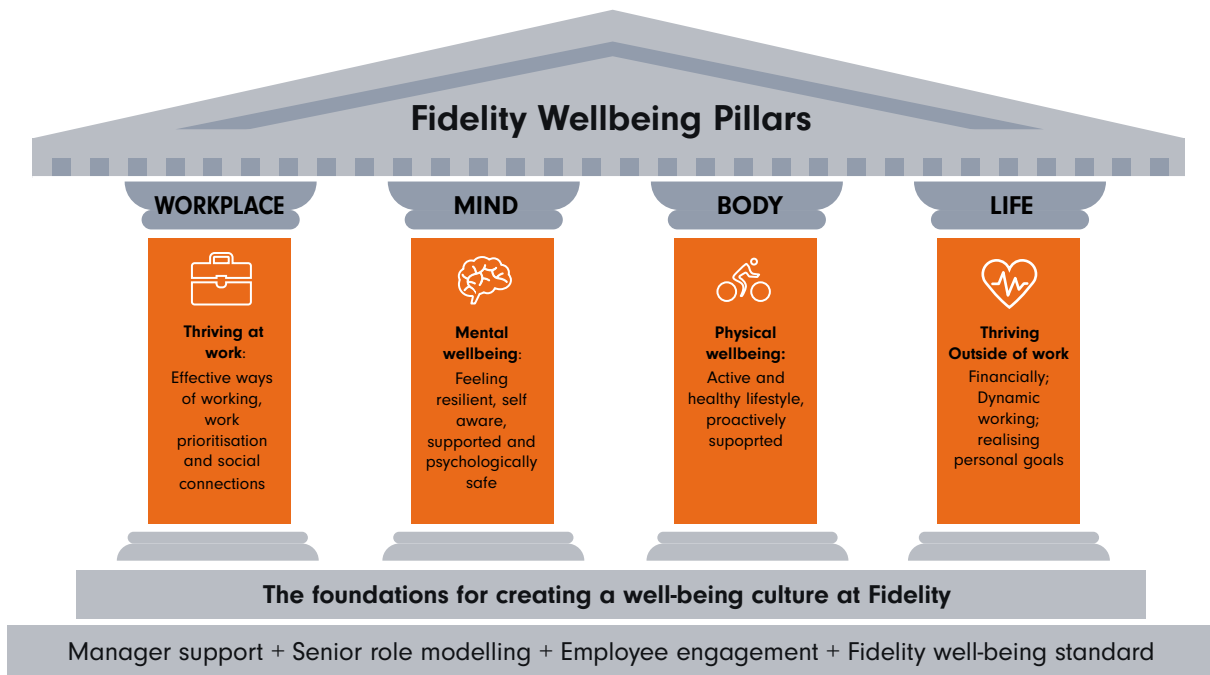 Fidelity Wellbeing Pillars
WORKPLACE
Thriving at
work:
Effective ways
of working,
work
prioritisation
and social
connections
MIND
Mental
wellbeing:
Feeling
resilient, self
aware,
supported and
psychologically
safe
BODY
Physical
wellbeing:
Active and
healthy lifestyle,
proactively
supoprted
LIFE
Thriving
Outside of work
Financially;
Dynamic
working;
realising
personal goals
The foundations for creating a well-being culture at Fidelity
Manager support + Senior role modelling + Employee engagement + Fidelity well-being standard